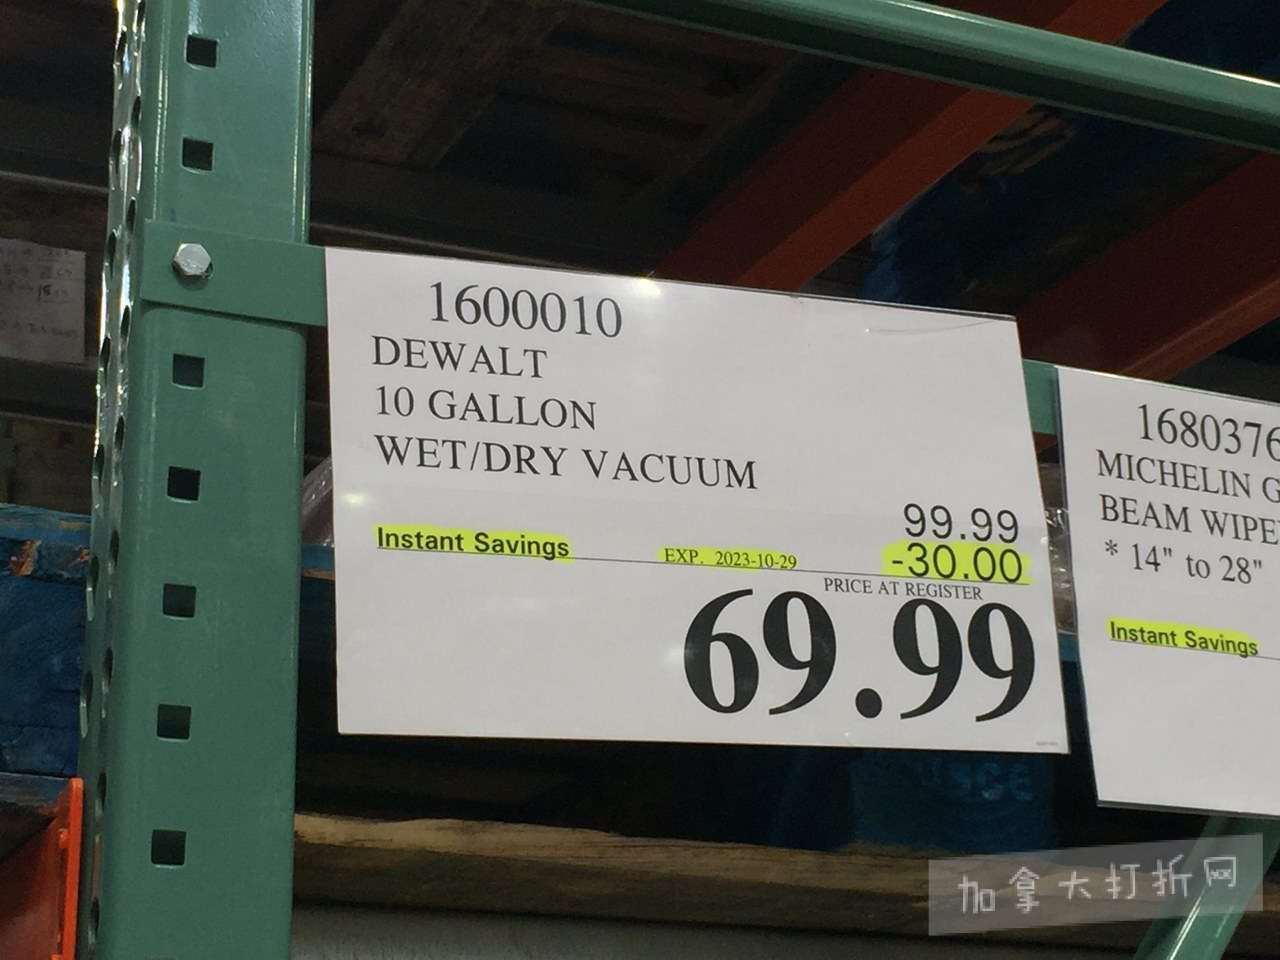 1600010
DEWALT
10 GALLON
WET/DRY VACUUM
99.99
Instant Savings EXP. 2023-10-29 -30.00
PRICE AT REGISTER
69.99
1680376
MICHELIN G
BEAM WIPE
* 14" to 28"
Instant Savings
加拿大打折网